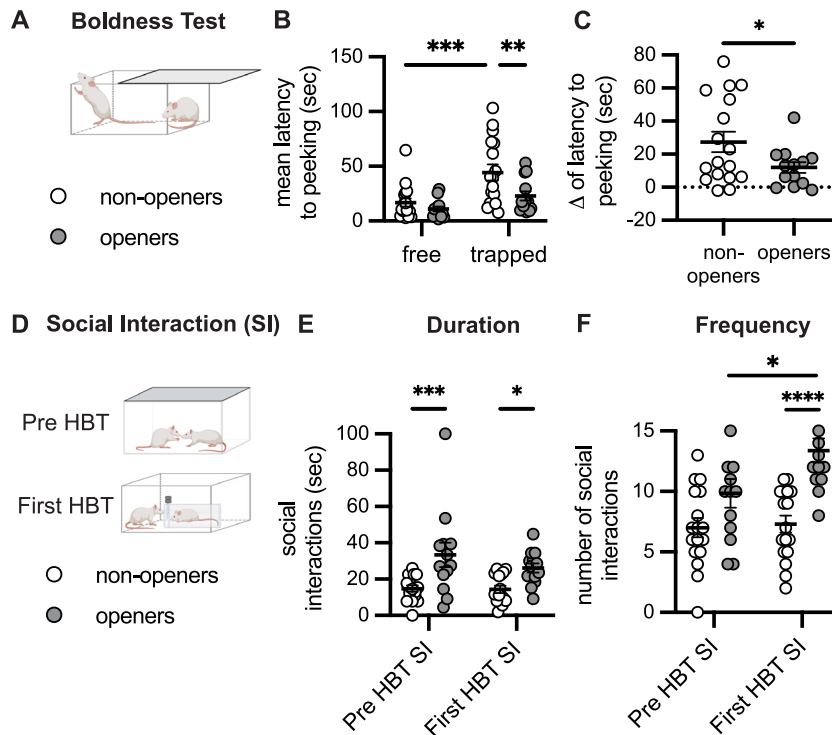 A
Boldness Test
non-openers
openers
B
mean latency
to peeking (sec)
150
100
50
0
***
**
free
trapped
C
Δ of latency to
peeking (sec)
80
60
40
20
0
-20
*
non-
openers
openers
D
Social Interaction (SI)
Pre HBT
First HBT
non-openers
openers
E
Duration
social
interactions (sec)
100
80
60
40
20
0
***
*
Pre HBT SI
First HBT SI
F
Frequency
number of social
interactions
15
10
5
0
*
****
Pre HBT SI
First HBT SI